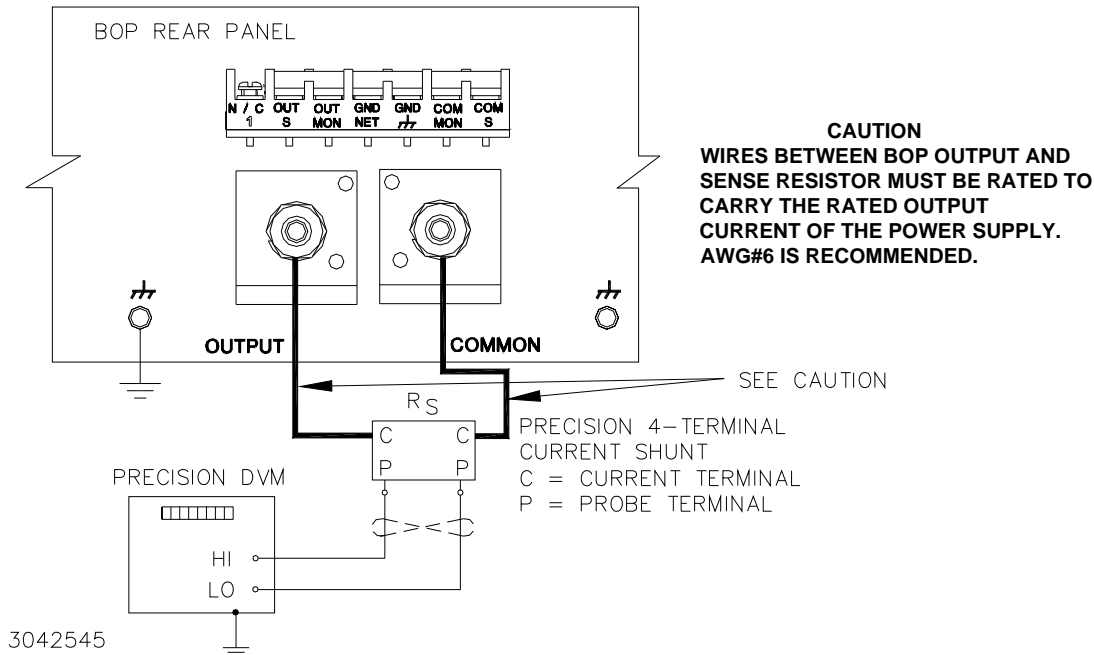 BOP REAR PANEL
N / C OUT OUT GND GND COM COM
1 S MON NET MON S
CAUTION
WIRES BETWEEN BOP OUTPUT AND
SENSE RESISTOR MUST BE RATED TO
CARRY THE RATED OUTPUT
CURRENT OF THE POWER SUPPLY.
AWG#6 IS RECOMMENDED.
OUTPUT
COMMON
SEE CAUTION
RS
C C
P P
PRECISION 4-TERMINAL
CURRENT SHUNT
C = CURRENT TERMINAL
P = PROBE TERMINAL
PRECISION DVM
HI
LO
3042545